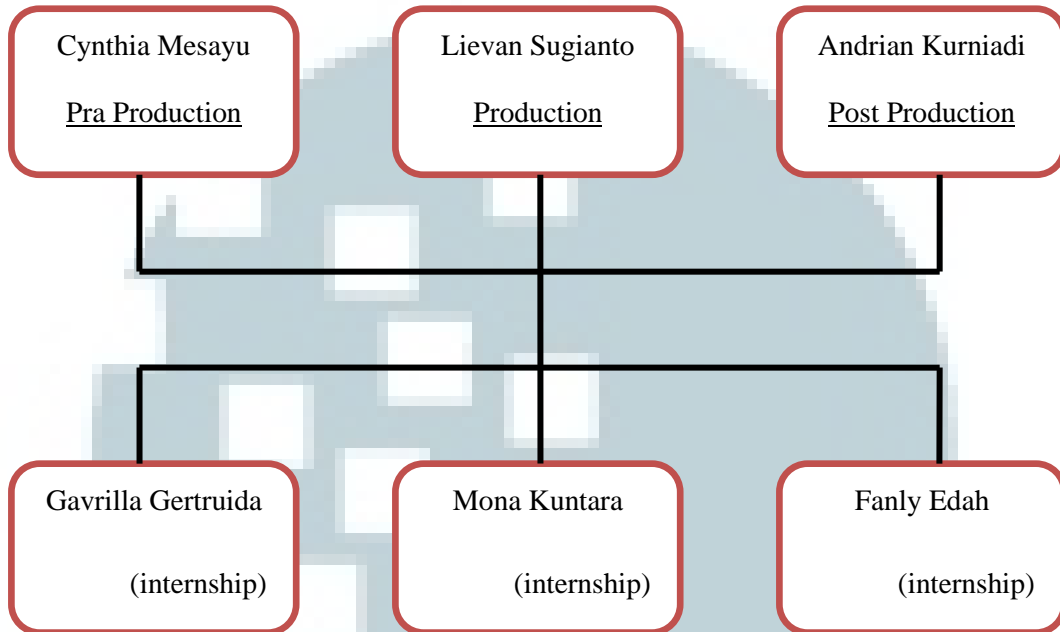 Cynthia Mesayu
Pra Production
Lievan Sugianto
Production
Andrian Kurniadi
Post Production
Gavrilla Gertruida
(internship)
Mona Kuntara
(internship)
Fanly Edah
(internship)